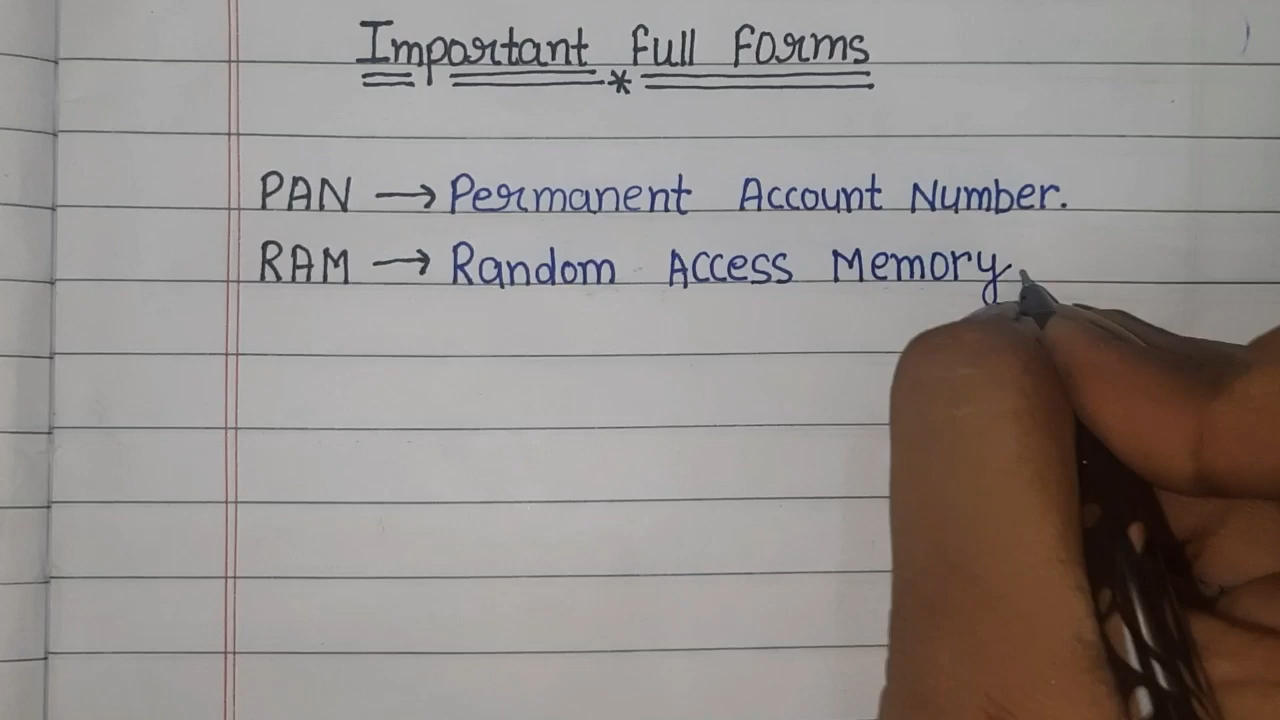 Important Full Forms
*
PAN → Permanent Account Number.
RAM → Random Access Memory